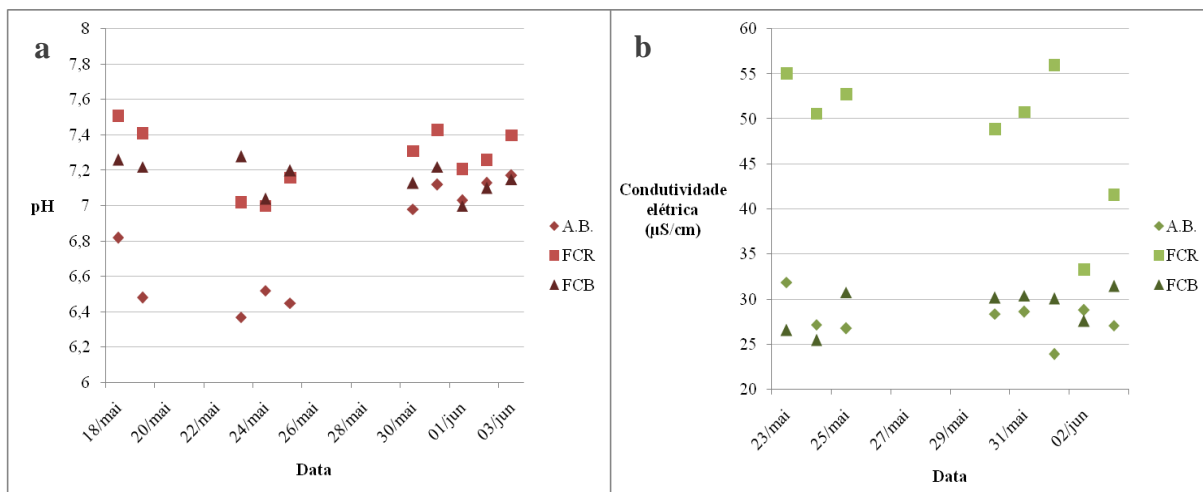 a
8
7,8
7,6
7,4
7,2
7
6,8
6,6
6,4
6,2
6
pH
18/mai
20/mai
22/mai
24/mai
26/mai
28/mai
30/mai
01/jun
03/jun
Data
A.B.
FCR
FCB
b
60
55
50
45
40
35
30
25
20
Condutividade
elétrica
(µS/cm)
23/mai
25/mai
27/mai
29/mai
31/mai
02/jun
Data
A.B.
FCR
FCB